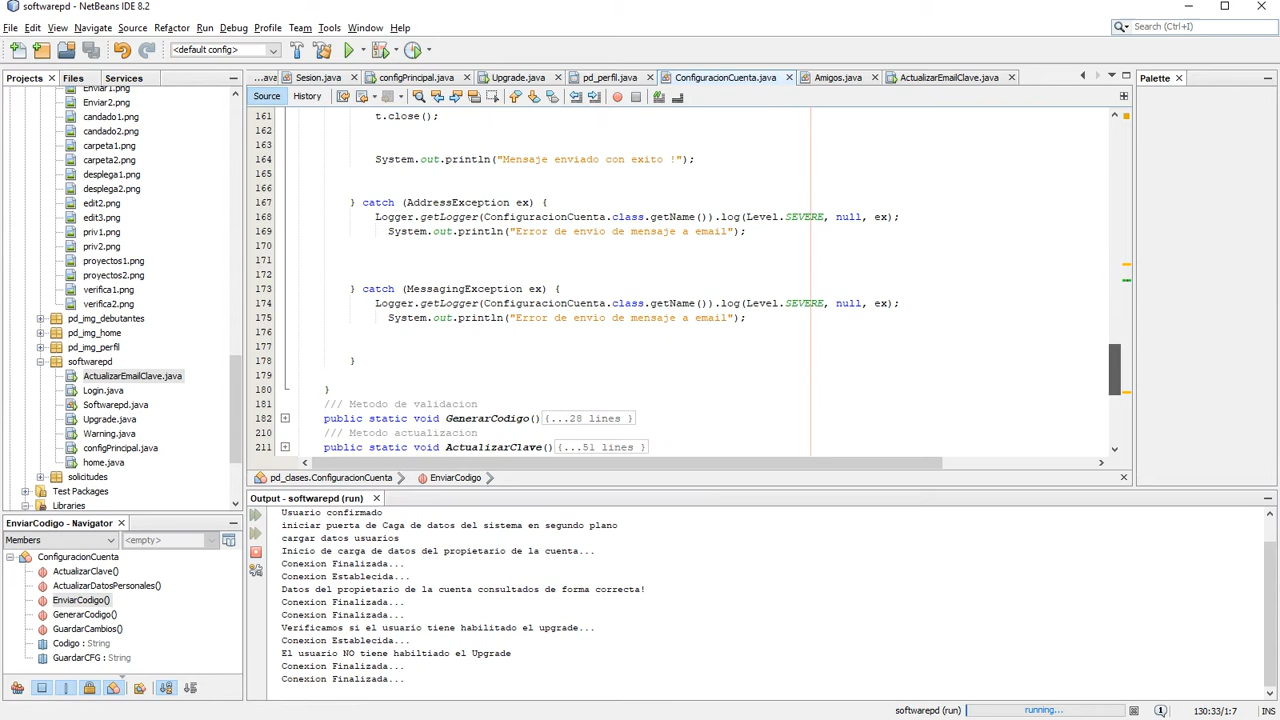 softwarepd - NetBeans IDE 8.2
File Edit View Navigate Source Refactor Run Debug Profile Team Tools Window Help
Search (Ctrl+I)
<default config>
Projects Files Services
...ava Sesion.java configPrincipal.java Upgrade.java pd_perfil.java ConfiguracionCuenta.java Amigos.java ActualizarEmailClave.java
Palette
Source History
Enviar1.png
Enviar2.png
candado1.png
candado2.png
carpeta1.png
carpeta2.png
desplega1.png
desplega2.png
edit2.png
edit3.png
priv1.png
priv2.png
proyectos1.png
proyectos2.png
verifica1.png
verifica2.png
pd_img_debutantes
pd_img_home
pd_img_perfil
softwarepd
ActualizarEmailClave.java
Login.java
Softwarepd.java
Upgrade.java
Warning.java
configPrincipal.java
home.java
solicitudes
Test Packages
Libraries
161 t.close();
162
163
164 System.out.println("Mensaje enviado con exito !");
165
166
167 } catch (AddressException ex) {
168 Logger.getLogger(ConfiguracionCuenta.class.getName()).log(Level.SEVERE, null, ex);
169 System.out.println("Error de envio de mensaje a email");
170
171
172
173 } catch (MessagingException ex) {
174 Logger.getLogger(ConfiguracionCuenta.class.getName()).log(Level.SEVERE, null, ex);
175 System.out.println("Error de envio de mensaje a email");
176
177
178 }
179
180 }
181 /// Metodo de validacion
182 public static void GenerarCodigo(){...28 lines }
210 /// Metodo actualizacion
211 public static void ActualizarClave(){...51 lines }
pd_clases.ConfiguracionCuenta EnviarCodigo
EnviarCodigo - Navigator
Members <empty>
ConfiguracionCuenta
ActualizarClave()
ActualizarDatosPersonales()
EnviarCodigo()
GenerarCodigo()
GuardarCambios()
Codigo : String
GuardarCFG : String
Output - softwarepd (run)
Usuario confirmado
iniciar puerta de Caga de datos del sistema en segundo plano
cargar datos usuarios
Inicio de carga de datos del propietario de la cuenta...
Conexion Finalizada...
Conexion Establecida...
Datos del propietario de la cuenta consultados de forma correcta!
Conexion Finalizada...
Conexion Finalizada...
Verificamos si el usuario tiene habilitado el upgrade...
Conexion Establecida...
El usuario NO tiene habiltiado el Upgrade
Conexion Finalizada...
Conexion Finalizada...
softwarepd (run) running... 1 130:33/1:7 INS